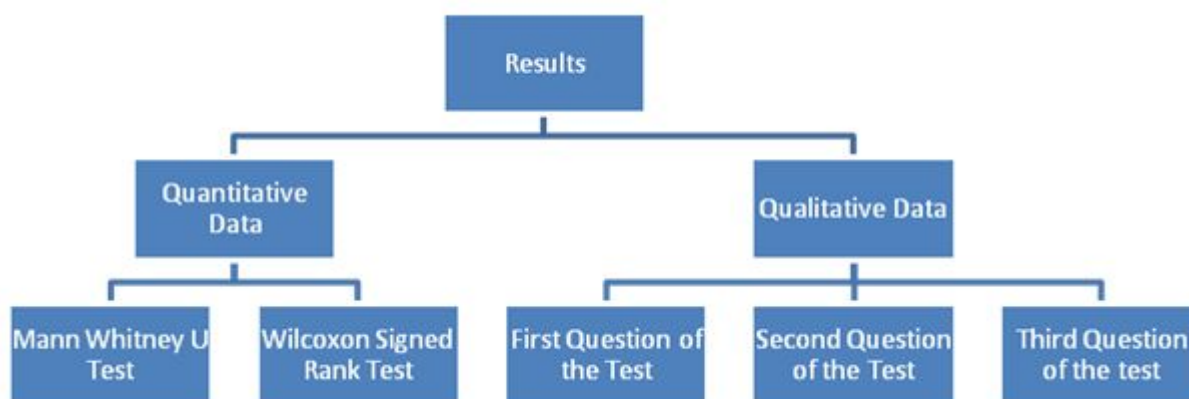 Results
Quantitative
Data
Qualitative Data
Mann Whitney U
Test
Wilcoxon Signed
Rank Test
First Question of
the Test
Second Question
of the Test
Third Question
of the test